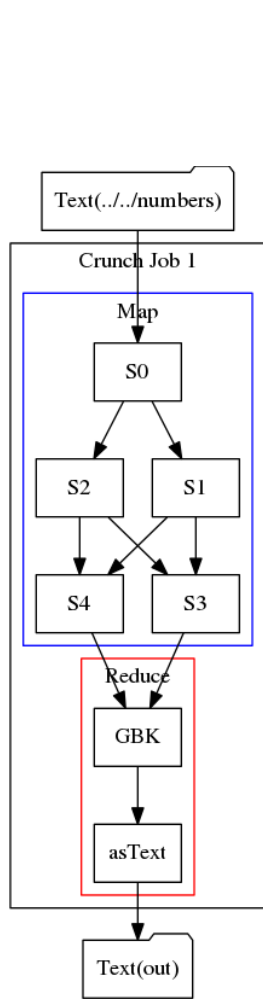 Text(../../numbers)
Crunch Job 1
Map
S0
S2
S1
S4
S3
Reduce
GBK
asText
Text(out)